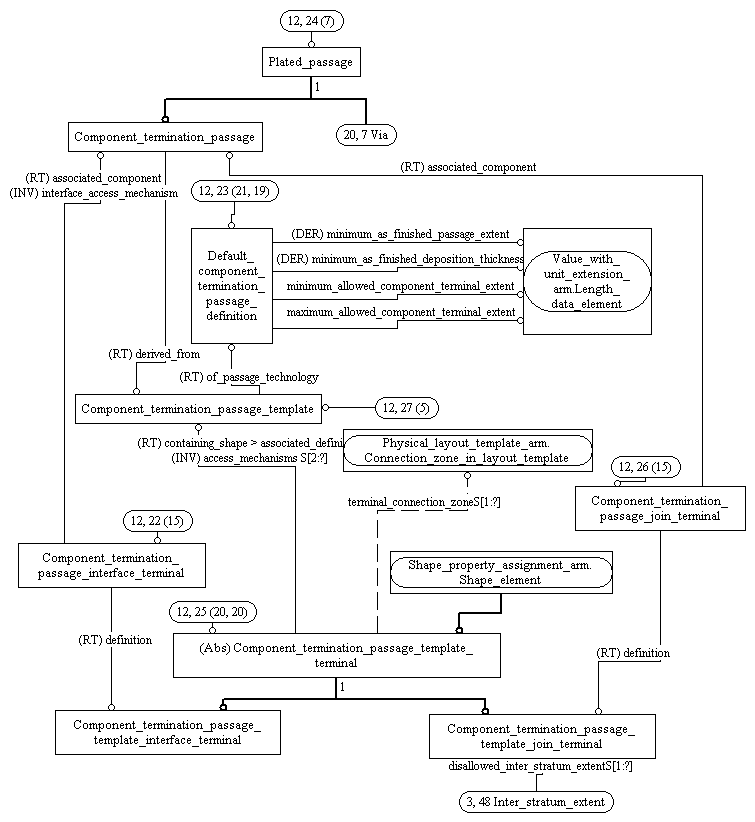 12, 24 (7)
Plated_passage
1
20, 7 Via
Component_termination_passage
(RT) associated_component
(RT) associated_component
(INV) interface_access_mechanism
12, 23 (21, 19)
Default_
component_
termination_
passage_
definition
(DER) minimum_as_finished_passage_extent
(DER) minimum_as_finished_deposition_thickness
minimum_allowed_component_terminal_extent
maximum_allowed_component_terminal_extent
Value_with_
unit_extension_
arm.Length_
data_element
(RT) derived_from
(RT) of_passage_technology
Component_termination_passage_template
12, 27 (5)
(RT) containing_shape > associated_defini
(INV) access_mechanisms S[2:?]
Physical_layout_template_arm.
Connection_zone_in_layout_template
12, 26 (15)
Component_termination_
passage_join_terminal
terminal_connection_zoneS[1:?]
12, 22 (15)
Component_termination_
passage_interface_terminal
Shape_property_assignment_arm.
Shape_element
12, 25 (20, 20)
(Abs) Component_termination_passage_template_
terminal
(RT) definition
(RT) definition
1
Component_termination_passage_
template_interface_terminal
Component_termination_passage_
template_join_terminal
disallowed_inter_stratum_extentS[1:?]
3, 48 Inter_stratum_extent